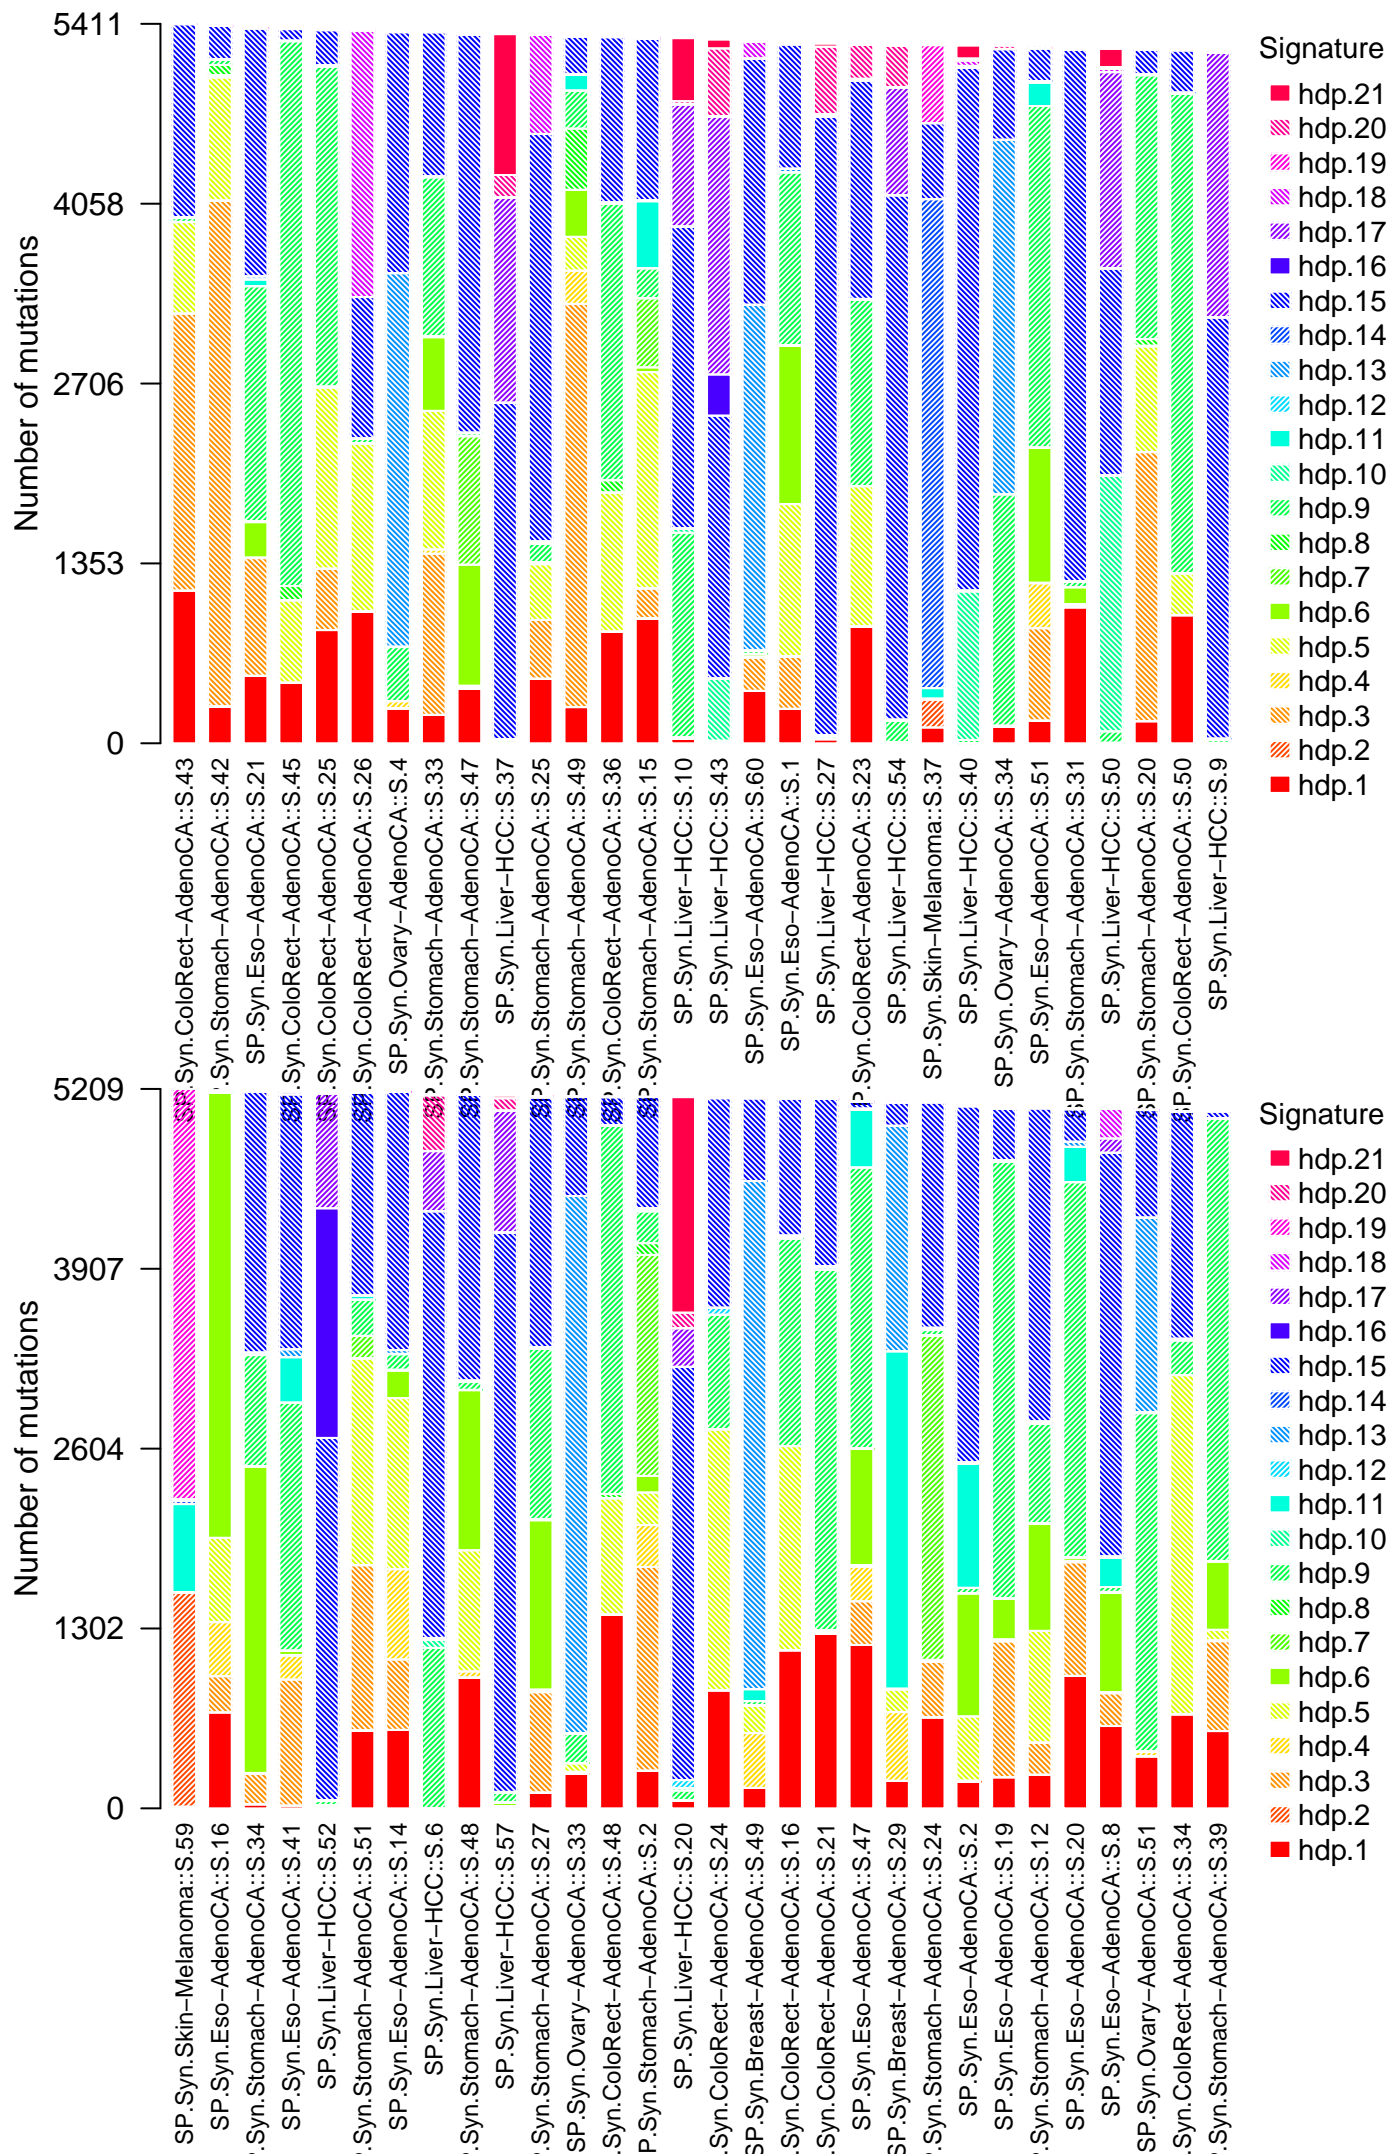 5411
4058
2706
1353
0
Number of mutations
Signature
hdp.21
hdp.20
hdp.19
hdp.18
hdp.17
hdp.16
hdp.15
hdp.14
hdp.13
hdp.12
hdp.11
hdp.10
hdp.9
hdp.8
hdp.7
hdp.6
hdp.5
hdp.4
hdp.3
hdp.2
hdp.1
SP.Syn.ColoRect−AdenoCA::S.43
P.Syn.Stomach−AdenoCA::S.42
SP.Syn.Eso−AdenoCA::S.21
SP.Syn.ColoRect−AdenoCA::S.45
SP.Syn.ColoRect−AdenoCA::S.25
SP.Syn.ColoRect−AdenoCA::S.26
SP.Syn.Ovary−AdenoCA::S.4
SP.Syn.Stomach−AdenoCA::S.33
SP.Syn.Stomach−AdenoCA::S.47
SP.Syn.Liver−HCC::S.37
SP.Syn.Stomach−AdenoCA::S.25
SP.Syn.Stomach−AdenoCA::S.49
SP.Syn.ColoRect−AdenoCA::S.36
SP.Syn.Stomach−AdenoCA::S.15
SP.Syn.Liver−HCC::S.10
SP.Syn.Liver−HCC::S.43
SP.Syn.Eso−AdenoCA::S.60
SP.Syn.Eso−AdenoCA::S.1
SP.Syn.Liver−HCC::S.27
P.Syn.ColoRect−AdenoCA::S.23
SP.Syn.Liver−HCC::S.54
SP.Syn.Skin−Melanoma::S.37
SP.Syn.Liver−HCC::S.40
SP.Syn.Ovary−AdenoCA::S.34
SP.Syn.Eso−AdenoCA::S.51
SP.Syn.Stomach−AdenoCA::S.31
SP.Syn.Liver−HCC::S.50
SP.Syn.Stomach−AdenoCA::S.20
SP.Syn.ColoRect−AdenoCA::S.50
SP.Syn.Liver−HCC::S.9
5209
3907
2604
1302
0
Number of mutations
Signature
hdp.21
hdp.20
hdp.19
hdp.18
hdp.17
hdp.16
hdp.15
hdp.14
hdp.13
hdp.12
hdp.11
hdp.10
hdp.9
hdp.8
hdp.7
hdp.6
hdp.5
hdp.4
hdp.3
hdp.2
hdp.1
SP.Syn.Skin−Melanoma::S.59
SP.Syn.Eso−AdenoCA::S.16
P.Syn.Stomach−AdenoCA::S.34
SP.Syn.Eso−AdenoCA::S.41
SP.Syn.Liver−HCC::S.52
P.Syn.Stomach−AdenoCA::S.51
SP.Syn.Eso−AdenoCA::S.14
SP.Syn.Liver−HCC::S.6
P.Syn.Stomach−AdenoCA::S.48
SP.Syn.Liver−HCC::S.57
P.Syn.Stomach−AdenoCA::S.27
SP.Syn.Ovary−AdenoCA::S.33
.Syn.ColoRect−AdenoCA::S.48
P.Syn.Stomach−AdenoCA::S.2
SP.Syn.Liver−HCC::S.20
.Syn.ColoRect−AdenoCA::S.24
SP.Syn.Breast−AdenoCA::S.49
.Syn.ColoRect−AdenoCA::S.16
.Syn.ColoRect−AdenoCA::S.21
SP.Syn.Eso−AdenoCA::S.47
SP.Syn.Breast−AdenoCA::S.29
P.Syn.Stomach−AdenoCA::S.24
SP.Syn.Eso−AdenoCA::S.2
SP.Syn.Eso−AdenoCA::S.19
SP.Syn.Eso−AdenoCA::S.12
SP.Syn.Eso−AdenoCA::S.20
SP.Syn.Eso−AdenoCA::S.8
SP.Syn.Ovary−AdenoCA::S.51
.Syn.ColoRect−AdenoCA::S.34
P.Syn.Stomach−AdenoCA::S.39